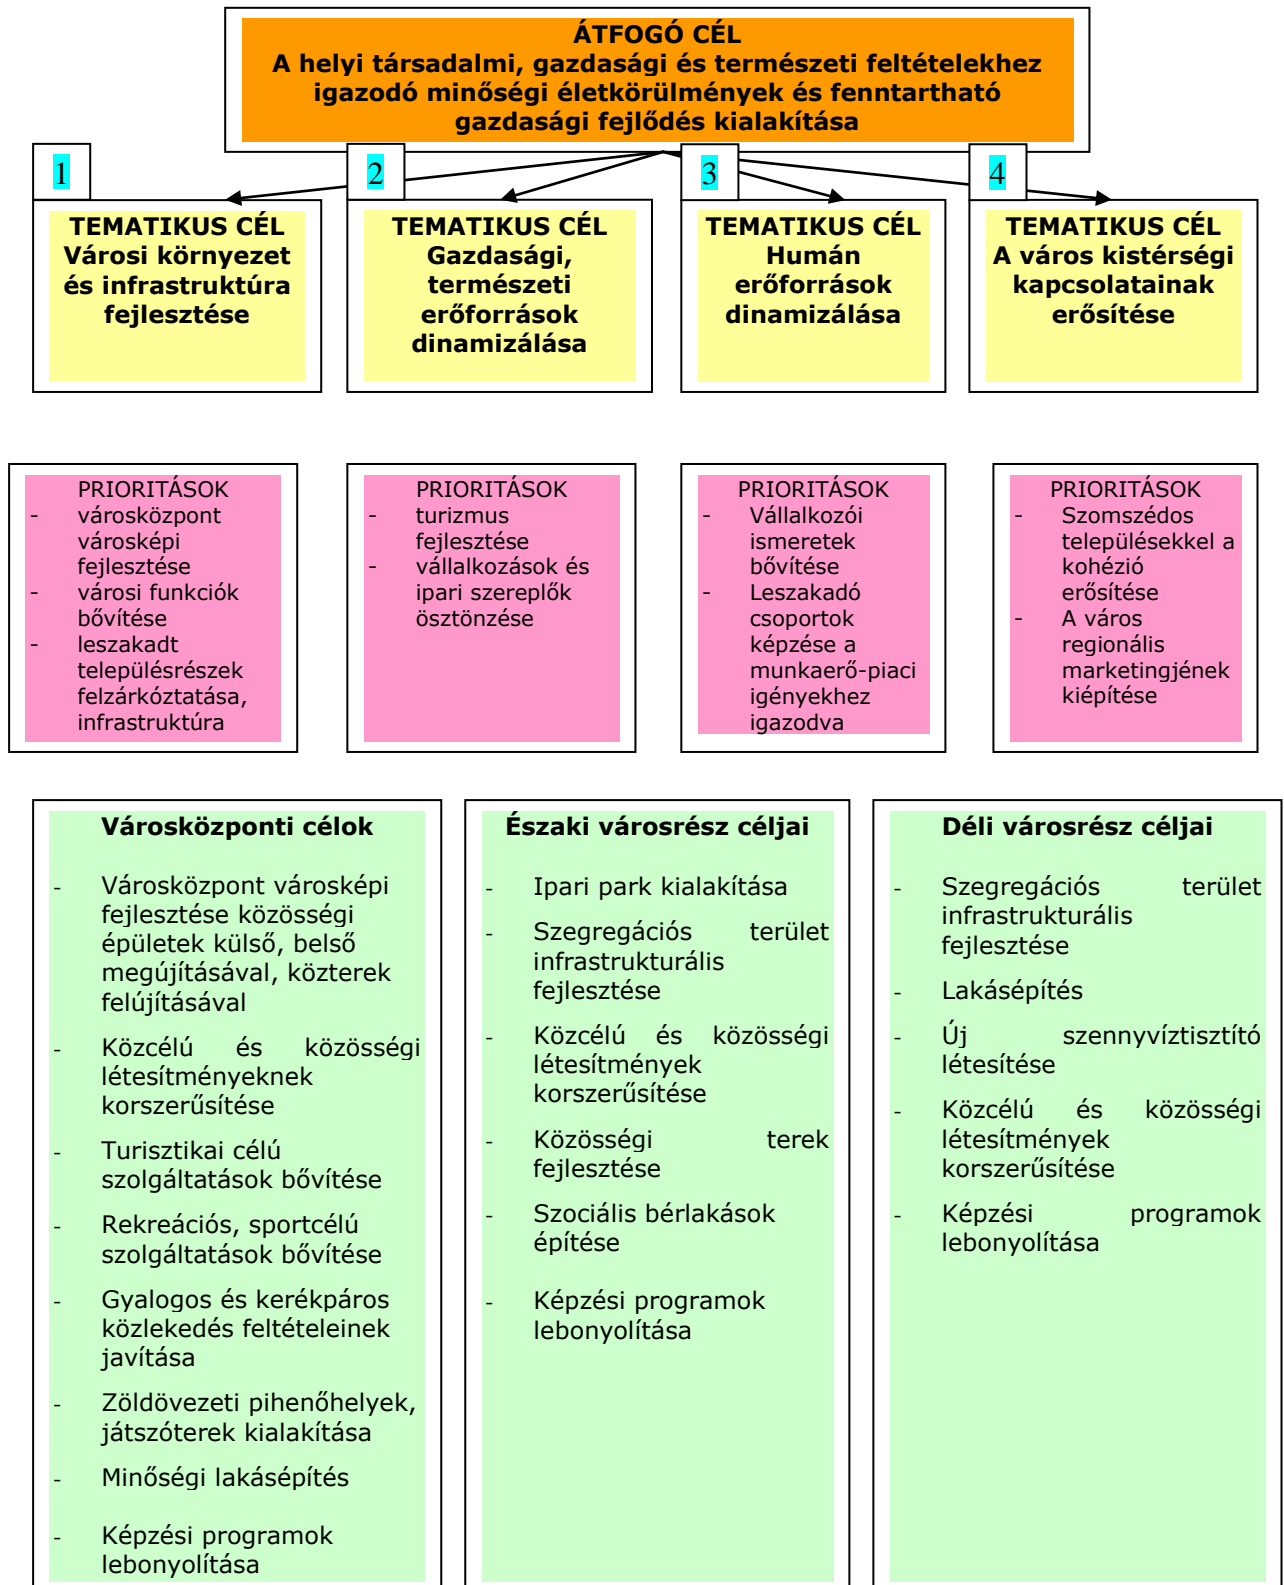 ÁTFOGÓ CÉL
A helyi társadalmi, gazdasági és természeti feltételekhez
igazodó minőségi életkörülmények és fenntartható
gazdasági fejlődés kialakítása
1
TEMATIKUS CÉL
Városi környezet
és infrastruktúra
fejlesztése
2
TEMATIKUS CÉL
Gazdasági,
természeti
erőforrások
dinamizálása
3
TEMATIKUS CÉL
Humán
erőforrások
dinamizálása
4
TEMATIKUS CÉL
A város kistérségi
kapcsolatainak
erősítése
PRIORITÁSOK
- városközpont
városképi
fejlesztése
- városi funkciók
bővítése
- leszakadt
településrészek
felzárkóztatása,
infrastruktúra
PRIORITÁSOK
- turizmus
fejlesztése
- vállalkozások és
ipari szereplők
ösztönzése
PRIORITÁSOK
- Vállalkozói
ismeretek
bővítése
- Leszakadó
csoportok
képzése a
munkaerő-piaci
igényekhez
igazodva
PRIORITÁSOK
- Szomszédos
településekkel a
kohézió
erősítése
- A város
regionális
marketingjének
kiépítése
Városközponti célok
- Városközpont városképi
fejlesztése közösségi
épületek külső, belső
megújításával, közterek
felújításával
- Közcélú és közösségi
létesítményeknek
korszerűsítése
- Turisztikai célú
szolgáltatások bővítése
- Rekreációs, sportcélú
szolgáltatások bővítése
- Gyalogos és kerékpáros
közlekedés feltételeinek
javítása
- Zöldövezeti pihenőhelyek,
játszóterek kialakítása
- Minőségi lakásépítés
- Képzési programok
lebonyolítása
Északi városrész céljai
- Ipari park kialakítása
- Szegregációs terület
infrastrukturális
fejlesztése
- Közcélú és közösségi
létesítmények
korszerűsítése
- Közösségi terek
fejlesztése
- Szociális bérlakások
építése
- Képzési programok
lebonyolítása
Déli városrész céljai
- Szegregációs terület
infrastrukturális
fejlesztése
- Lakásépítés
- Új szennyvíztisztító
létesítése
- Közcélú és közösségi
létesítmények
korszerűsítése
- Képzési programok
lebonyolítása